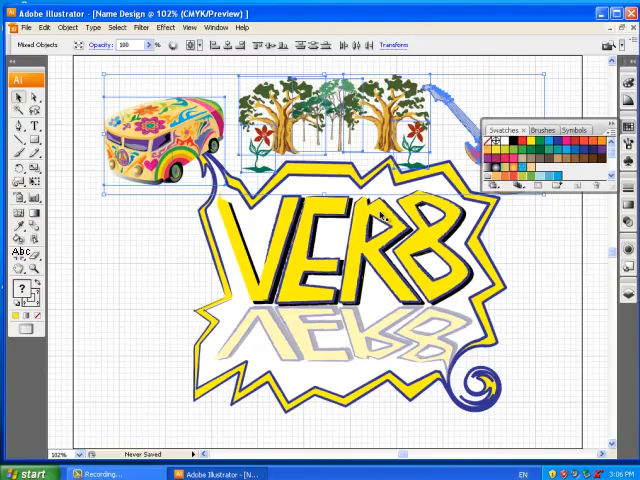 Adobe Illustrator - [Name Design @ 102% (CMYK/Preview) ]
File Edit Object Type Select Filter Effect View Window Help
Mixed Objects Opacity: 100 % Transform
Ai
Swatches Brushes Symbols
VERB
VERB
Abc
?
102% Never Saved
start Recording... Adobe Illustrator - [N... EN 3:06 PM